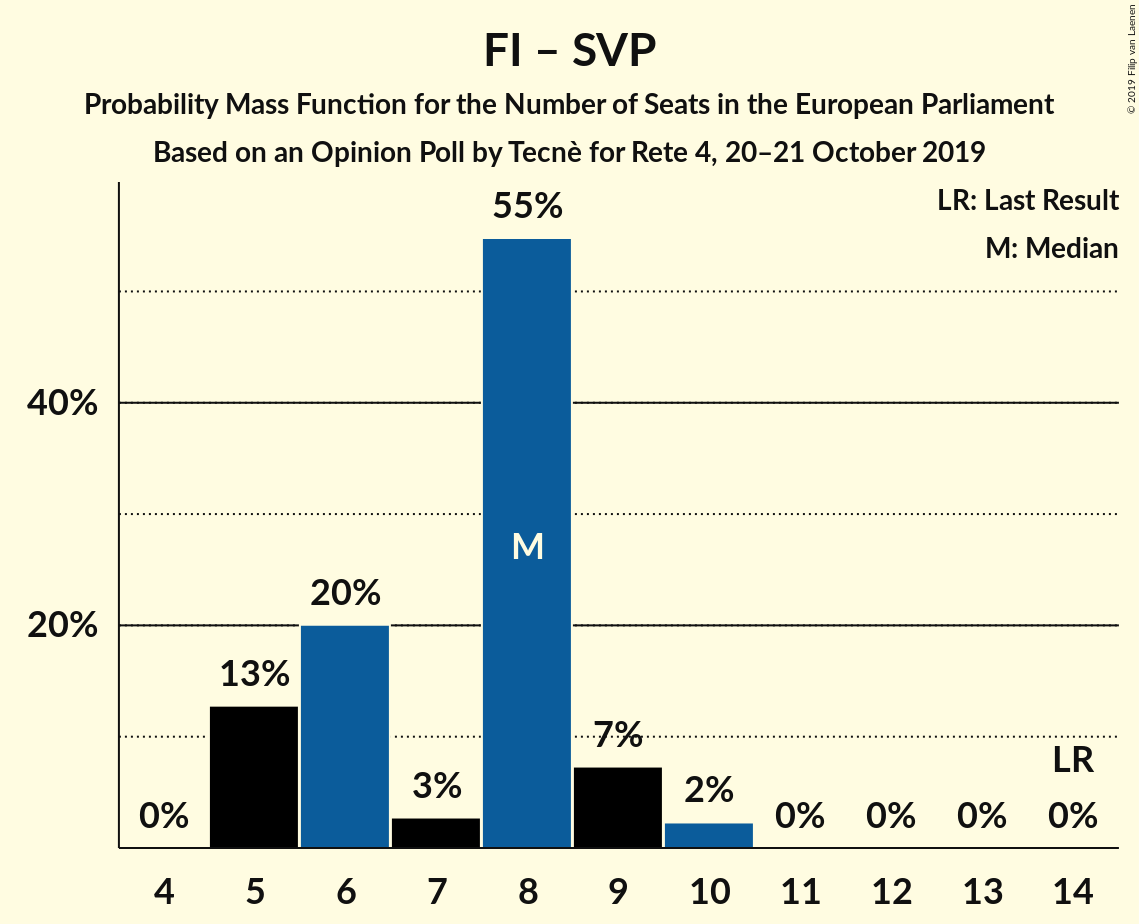 FI – SVP
Probability Mass Function for the Number of Seats in the European Parliament
Based on an Opinion Poll by Tecnè for Rete 4, 20–21 October 2019
© 2019 Filip van Laenen
LR: Last Result
M: Median
55%
40%
M
20%
20%
13%
7%
LR
3%
2%
0%
0%
0%
0%
0%
4 5 6 7 8 9 10 11 12 13 14